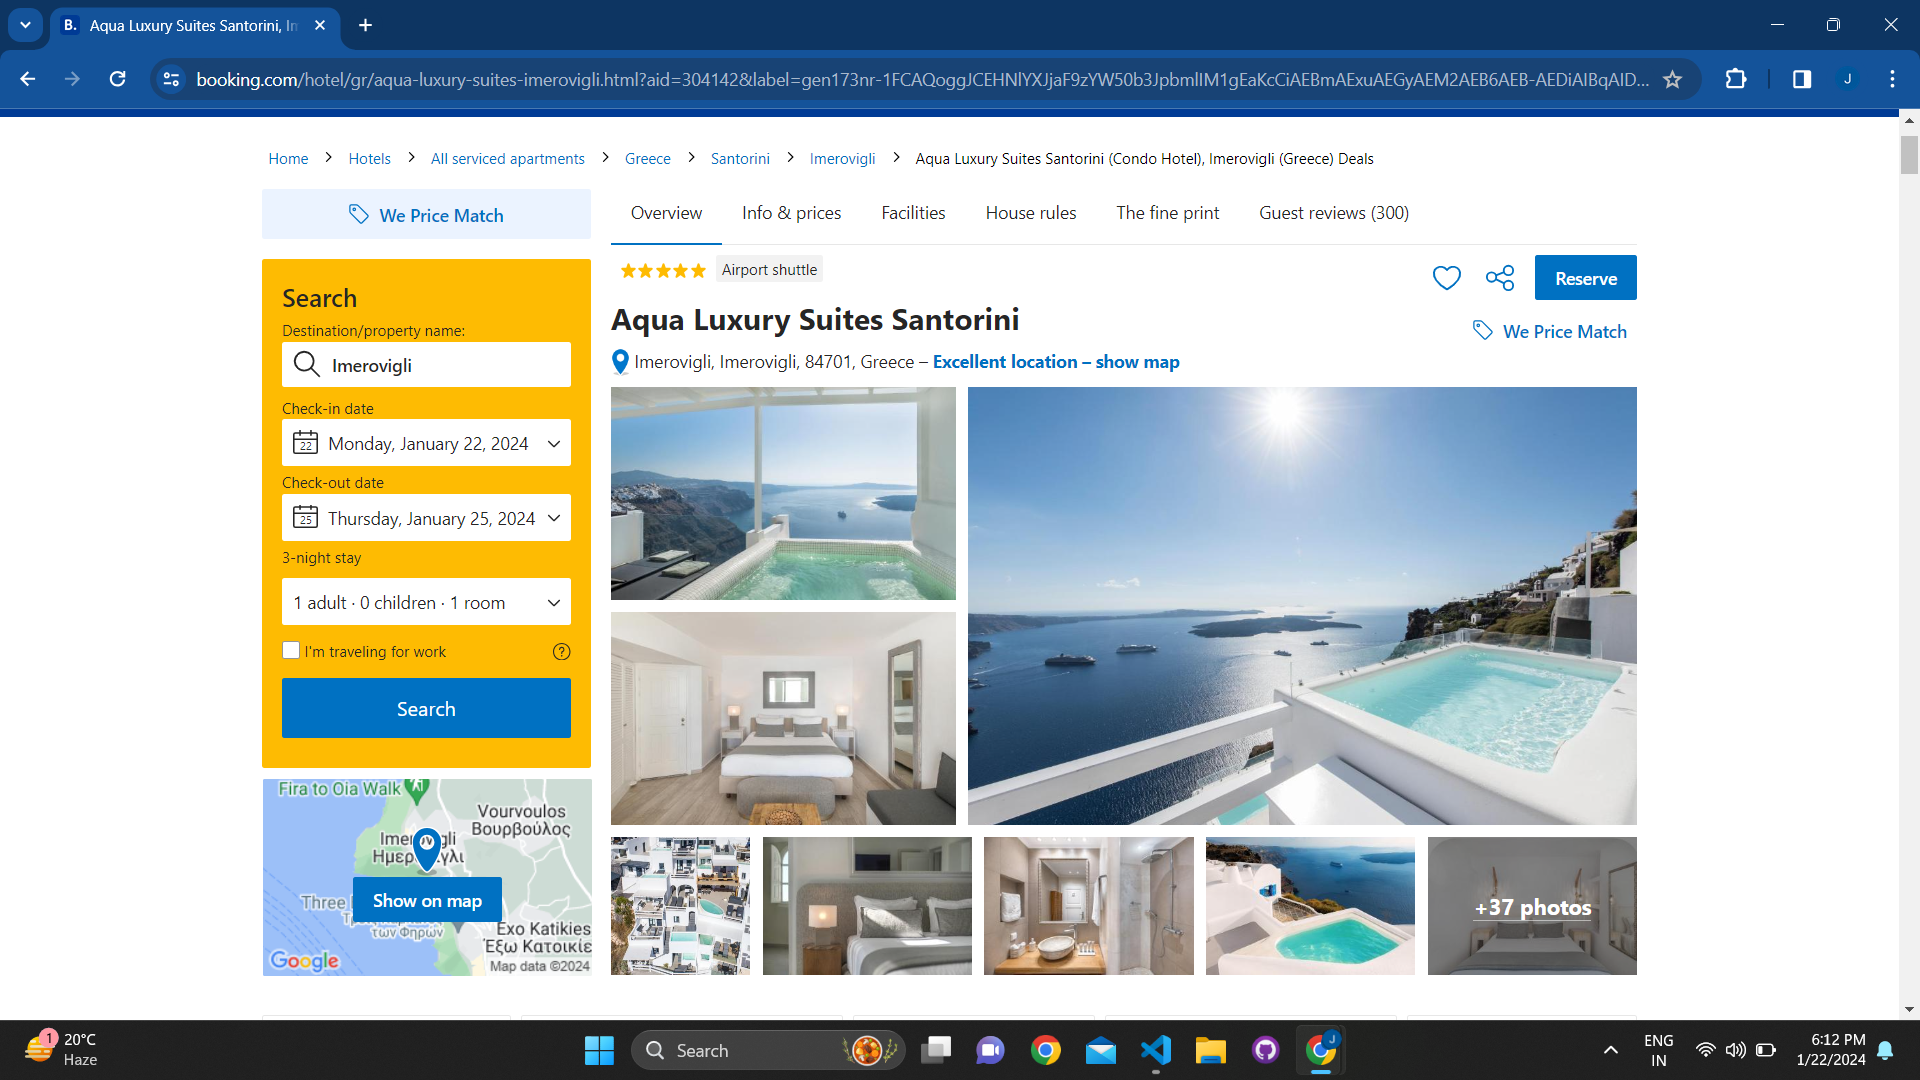 B. Aqua Luxury Suites Santorini, In
booking.com/hotel/gr/aqua-luxury-suites-imerovigli.html?aid=304142&label=gen173nr-1FCAQoggJCEHNlYXJjaF9zYW50b3JpbmlIM1gEaKcCiAEBmAExuAEGyAEM2AEB6AEB-AEDiAIBqAID...
J
Home
Hotels
All serviced apartments
Greece
Santorini
Imerovigli
Aqua Luxury Suites Santorini (Condo Hotel), Imerovigli (Greece) Deals
We Price Match
Overview
Info & prices
Facilities
House rules
The fine print
Guest reviews (300)
Search
Destination/property name:
Imerovigli
Check-in date
22 Monday, January 22, 2024
Check-out date
25 Thursday, January 25, 2024
3-night stay
1 adult · 0 children · 1 room
I'm traveling for work
Search
Airport shuttle
Reserve
Aqua Luxury Suites Santorini
We Price Match
Imerovigli, Imerovigli, 84701, Greece – Excellent location – show map
+37 photos
Fira to Oia Walk
Vourvoulos
Βουρβούλος
Show on map
Three
των Φηρών
Exo Katikies
Έξω Κατοικίε
Google
Map data ©2024
1
20°C
Haze
Search
J
ENG
IN
6:12 PM
1/22/2024